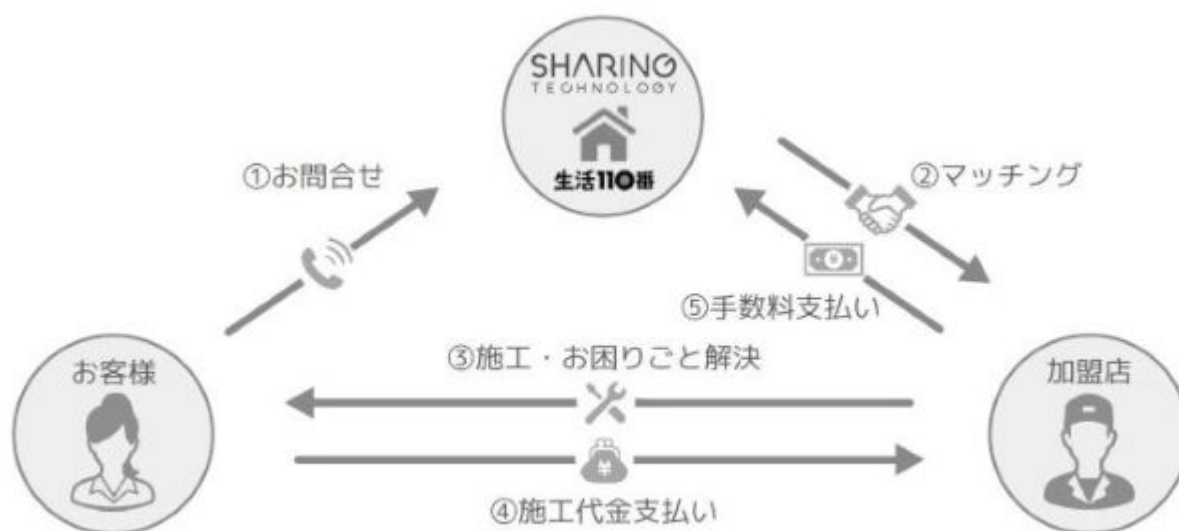 SHARING
TECHNOLOGY
生活110番
①お問合せ
②マッチング
⑤手数料支払い
お客様
③施工・お困りごと解決
加盟店
¥
④施工代金支払い